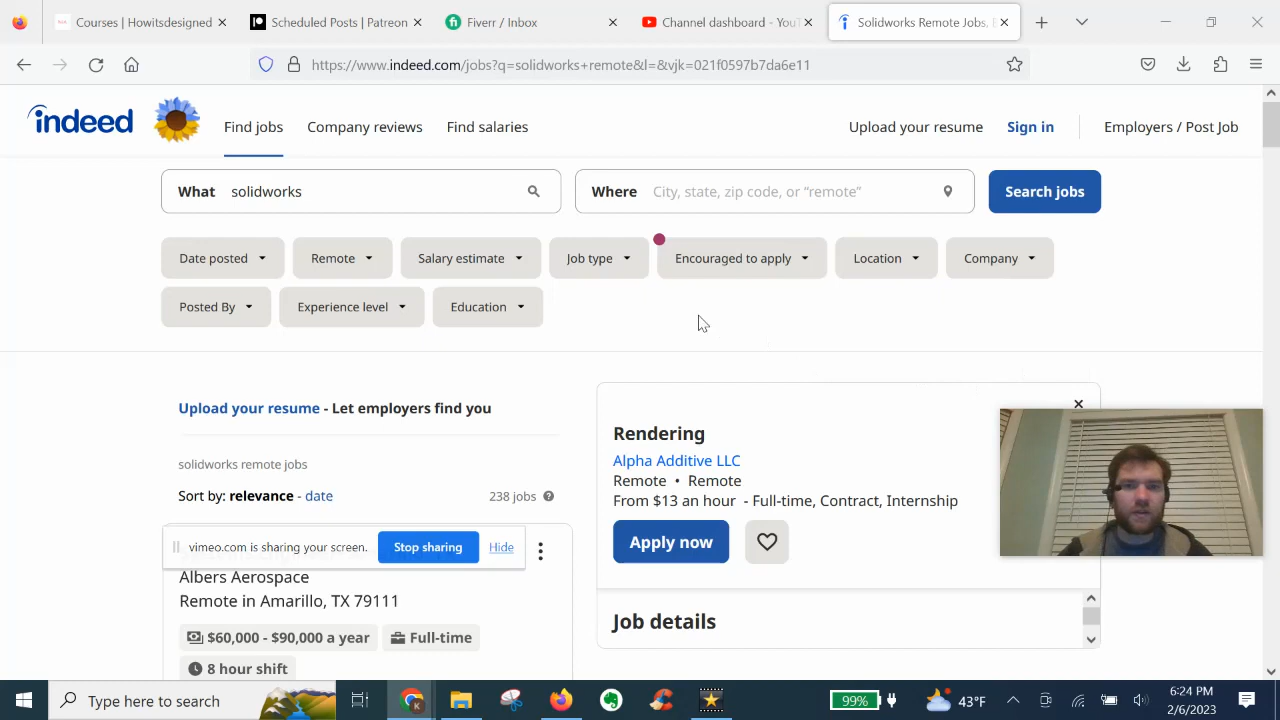 Courses | Howitsdesigned
Scheduled Posts | Patreon
Fiverr / Inbox
Channel dashboard - YouT
Solidworks Remote Jobs, E
https://www.indeed.com/jobs?q=solidworks+remote&l=&vjk=021f0597b7da6e11
indeed
Find jobs
Company reviews
Find salaries
Upload your resume
Sign in
Employers / Post Job
What solidworks
Where City, state, zip code, or “remote”
Search jobs
Date posted
Remote
Salary estimate
Job type
Encouraged to apply
Location
Company
Posted By
Experience level
Education
Upload your resume - Let employers find you
solidworks remote jobs
Sort by: relevance - date
238 jobs
vimeo.com is sharing your screen. Stop sharing Hide
Albers Aerospace
Remote in Amarillo, TX 79111
$60,000 - $90,000 a year
Full-time
8 hour shift
Rendering
Alpha Additive LLC
Remote • Remote
From $13 an hour - Full-time, Contract, Internship
Apply now
Job details
Type here to search
99%
43°F
6:24 PM
2/6/2023